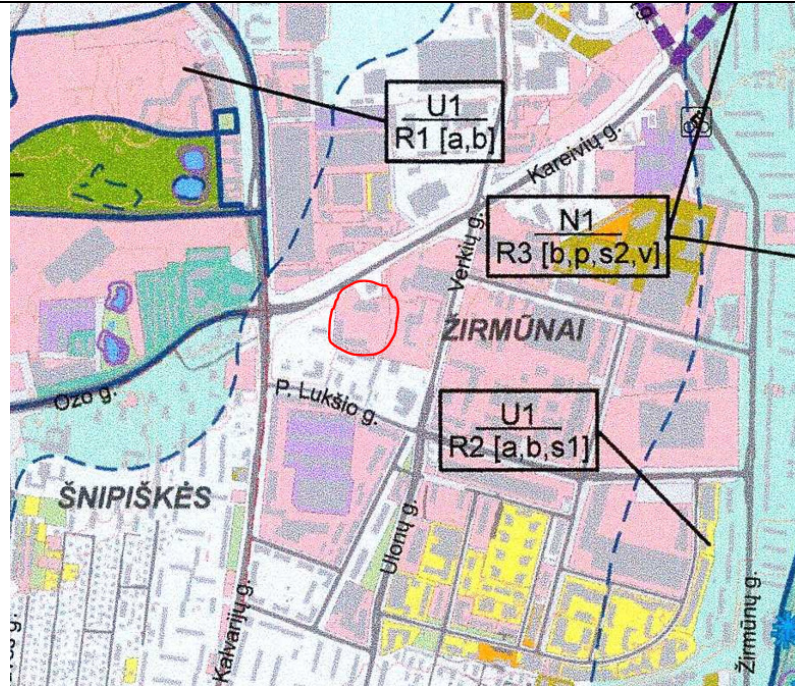 U1
R1 [a,b]
Kareivių g.
N1
R3 [b,p,s2,v]
Verkių g.
ŽIRMŪNAI
Ozo g.
P. Lukšio g.
U1
R2 [a,b,s1]
ŠNIPIŠKĖS
Ulonų g.
Kalvarijų g.
Žirmūnų g.